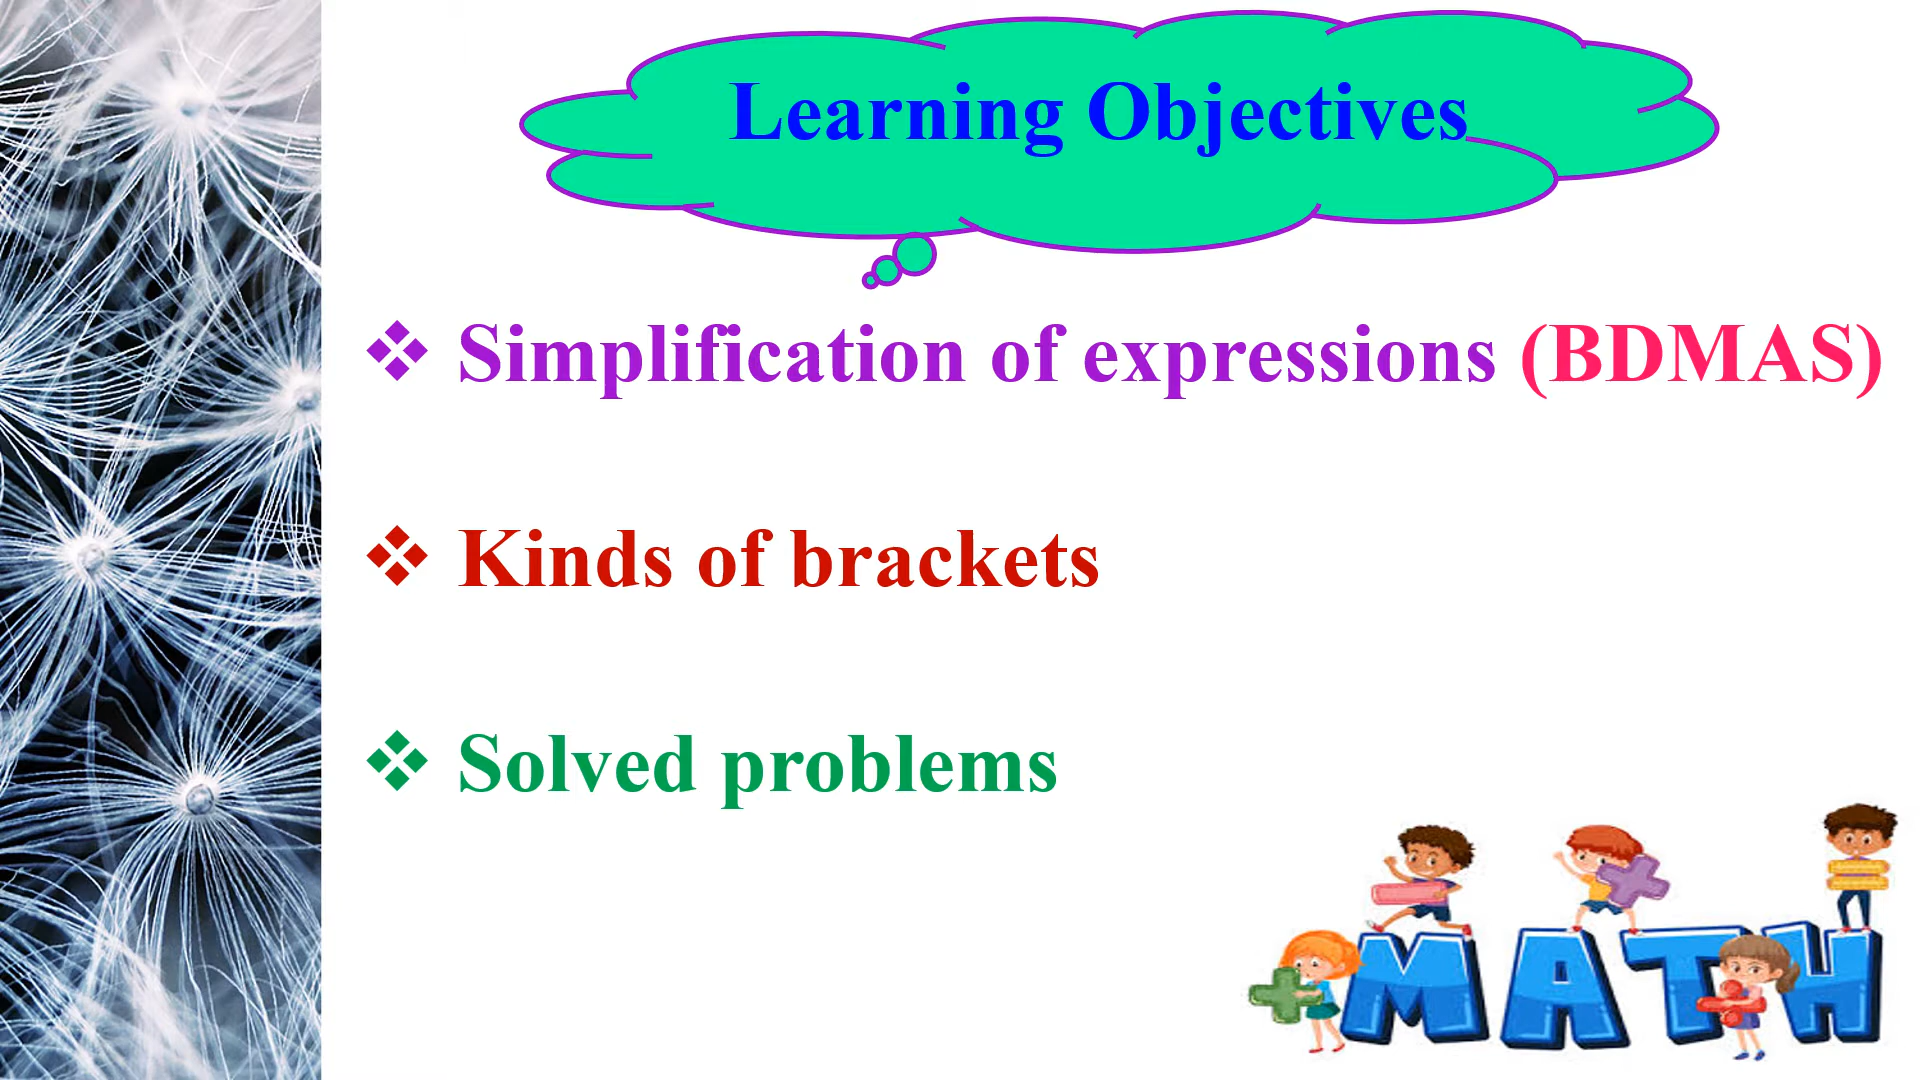 Learning Objectives
❖ Simplification of expressions (BDMAS)
❖ Kinds of brackets
❖ Solved problems
MATH